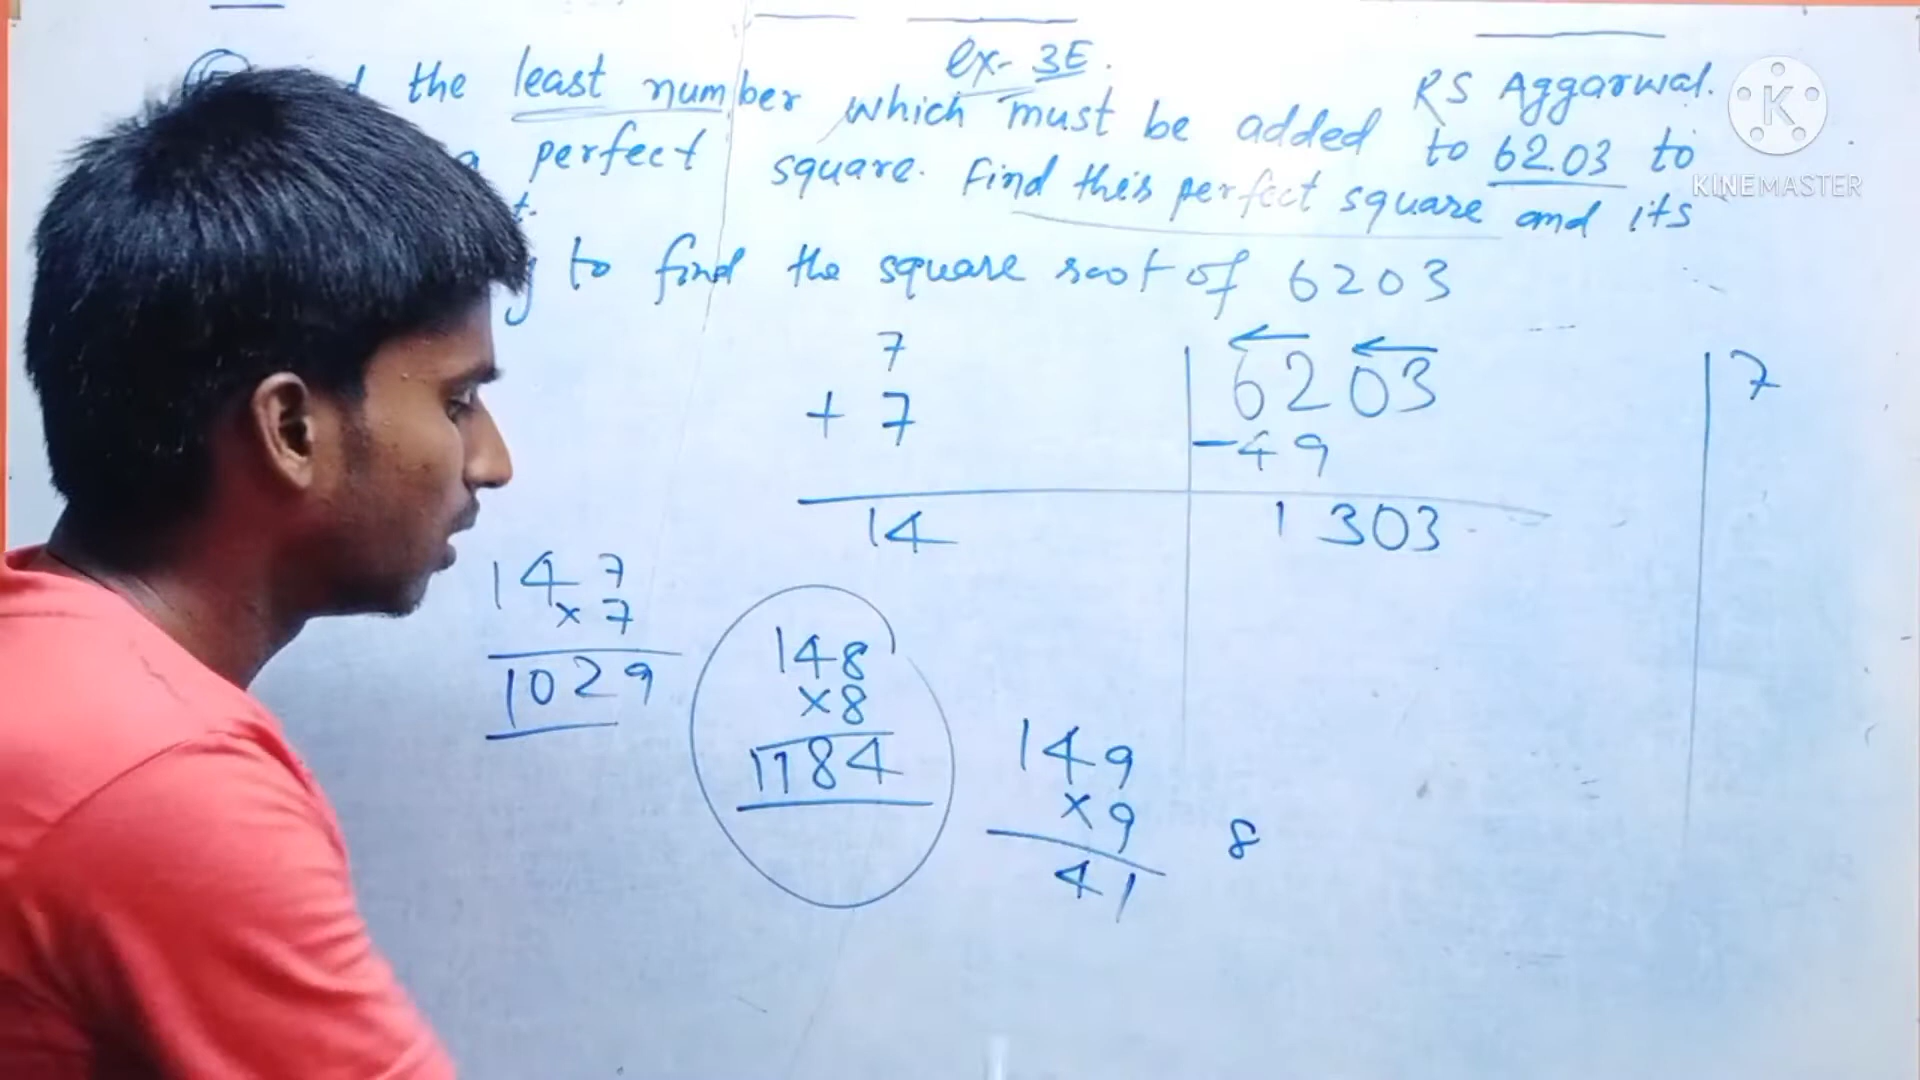 ex- 3E.
RS Aggarwal.
the least number which must be added to 6203 to
a perfect square. Find this perfect square and its
t.
to find the square root of 6203
7
+ 7
14
6203
-49
1303
7
147
×7
1029
148
×8
1184
149
×9
41
8
K
KINEMASTER